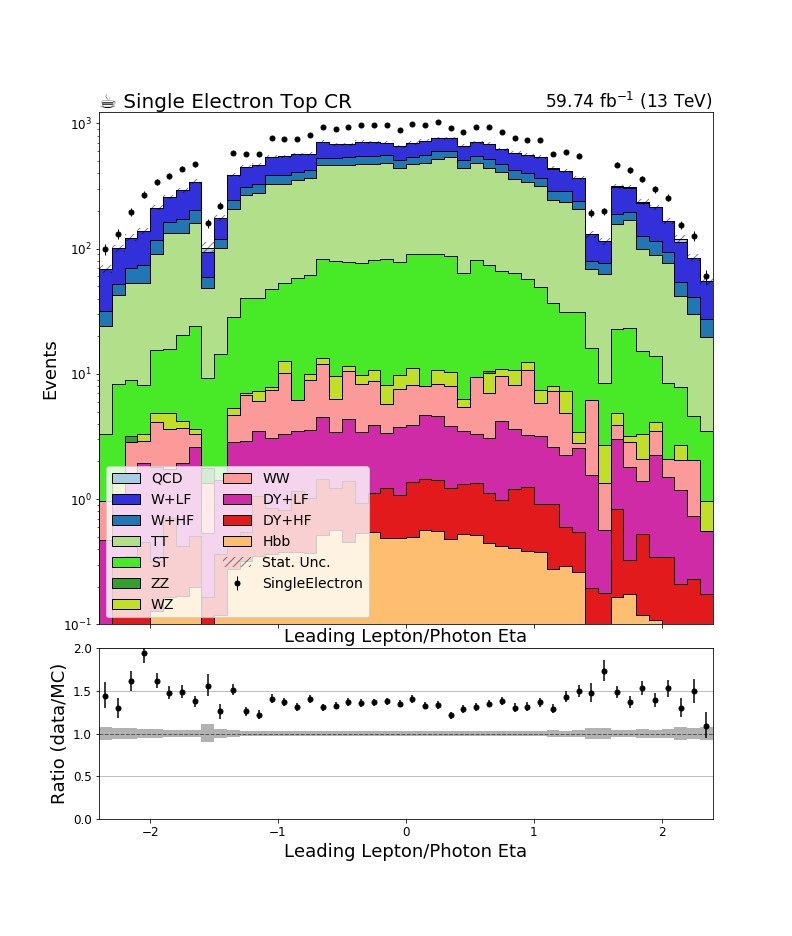 ☕ Single Electron Top CR 59.74 fb⁻¹ (13 TeV)
10³
10²
10¹
10⁰
10⁻¹
Events
QCD WW
W+LF DY+LF
W+HF DY+HF
TT Hbb
ST Stat. Unc.
ZZ SingleElectron
WZ
Leading Lepton/Photon Eta
2.0
1.5
1.0
0.5
0.0
Ratio (data/MC)
−2 −1 0 1 2
Leading Lepton/Photon Eta